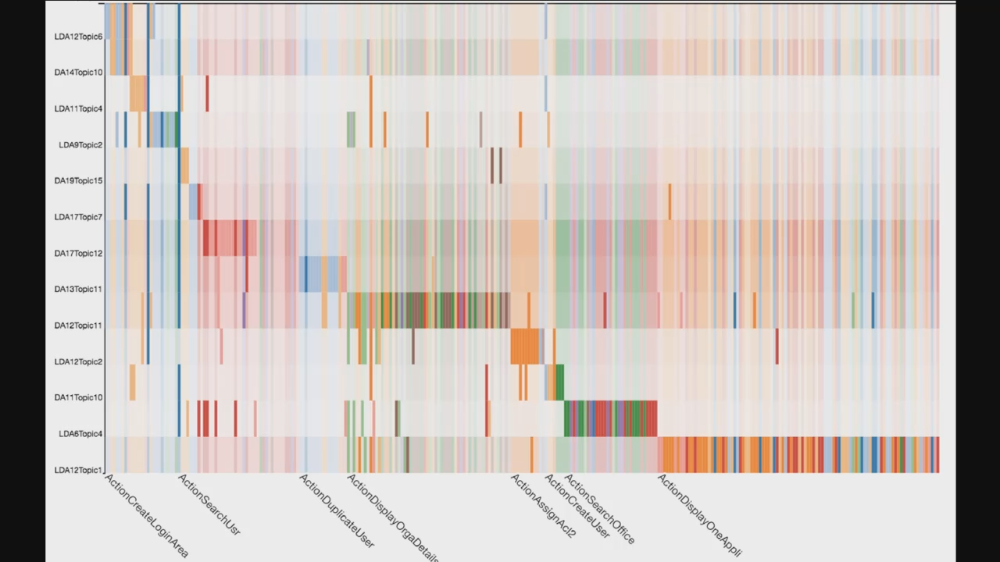 LDA12Topic6
DA14Topic10
LDA11Topic4
LDA9Topic2
DA19Topic15
LDA17Topic7
DA17Topic12
DA13Topic11
DA12Topic11
LDA12Topic2
DA11Topic10
LDA6Topic4
LDA12Topic1
ActionCreateLoginArea
ActionSearchUsr
ActionDuplicateUser
ActionDisplayOrgaDetails
ActionAssignAcl2
ActionCreateUser
ActionSearchOffice
ActionDisplayOneAppli